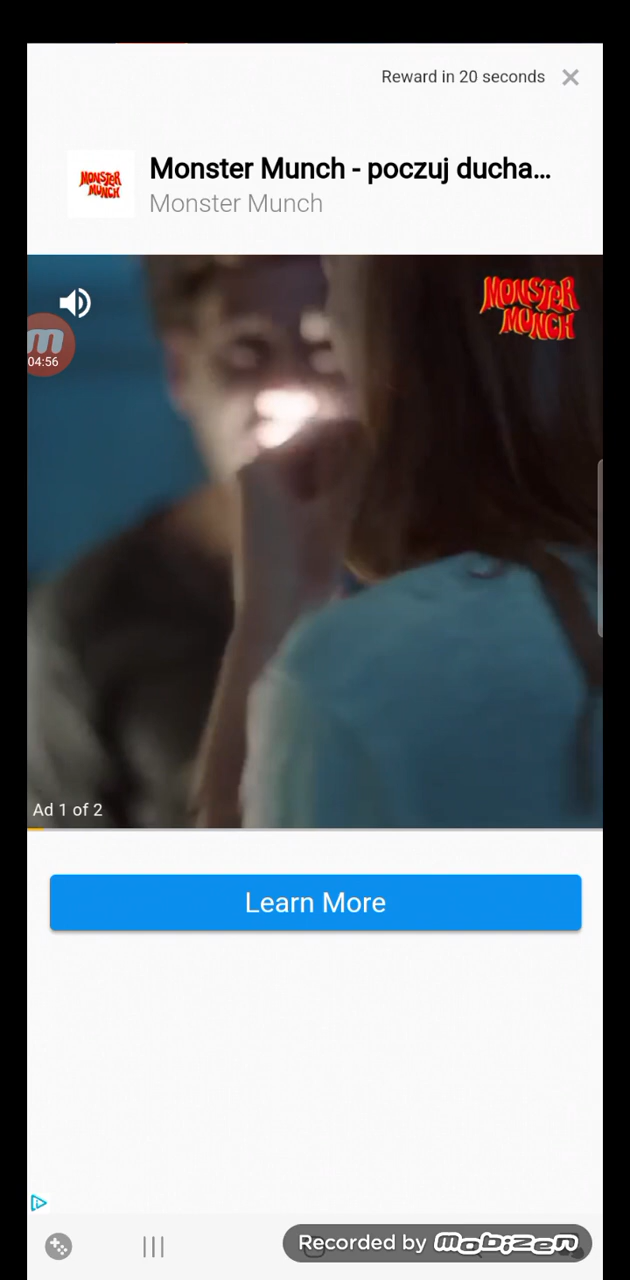 Reward in 20 seconds
MONSTER
MUNCH
Monster Munch - poczuj ducha...
Monster Munch
MONSTER
MUNCH
m
04:56
Ad 1 of 2
Learn More
Recorded by mobizen